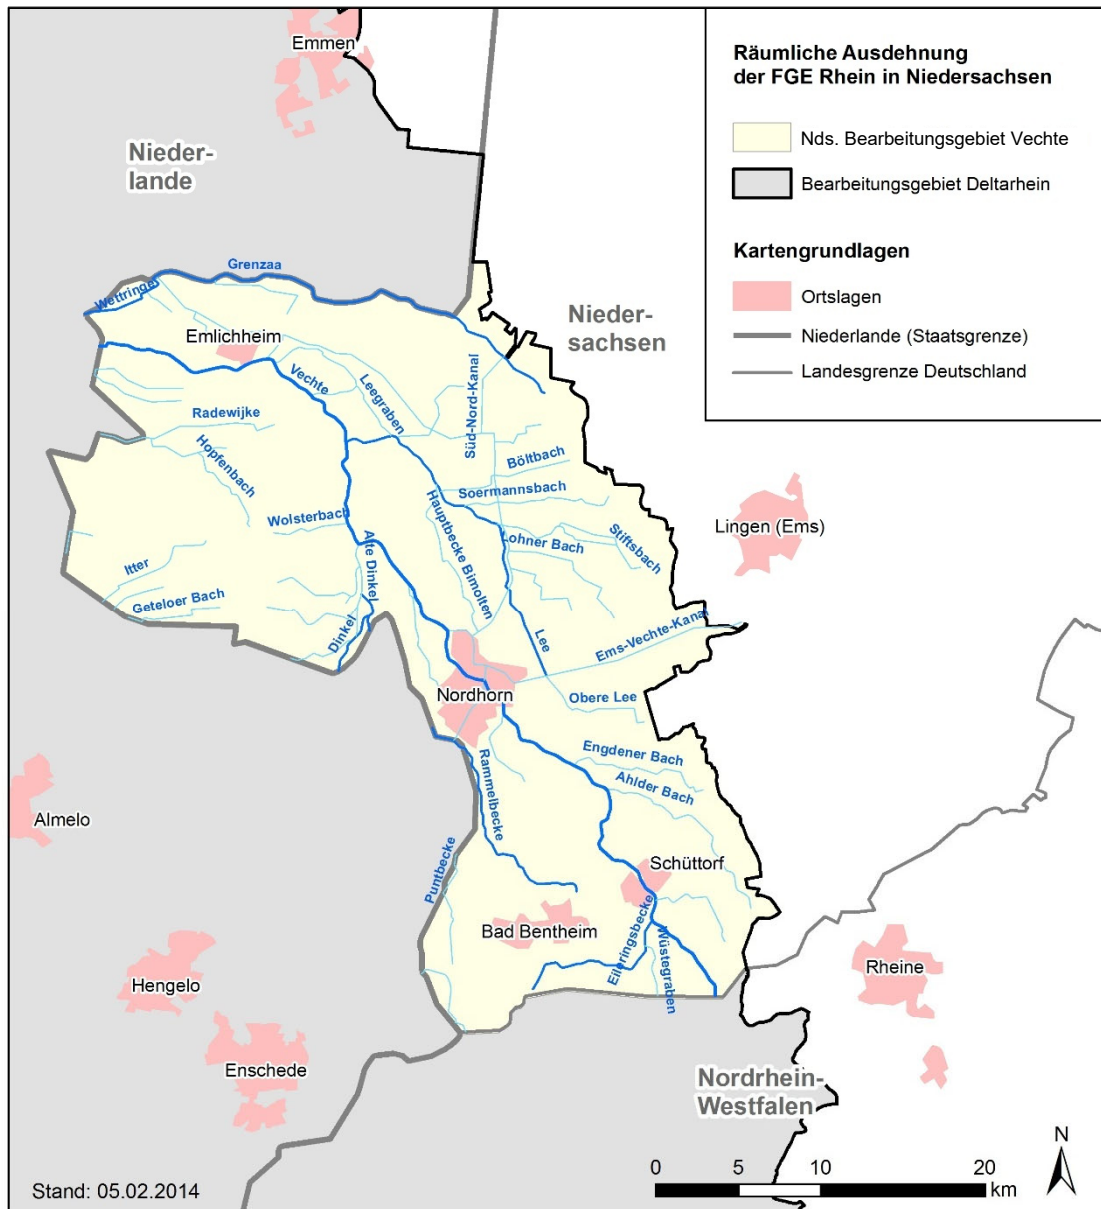 Räumliche Ausdehnung
der FGE Rhein in Niedersachsen
Nds. Bearbeitungsgebiet Vechte
Bearbeitungsgebiet Deltarhein
Kartengrundlagen
Ortslagen
Niederlande (Staatsgrenze)
Landesgrenze Deutschland
Emmen
Nieder-
lande
Grenzaa
Wettringe
Emlichheim
Nieder-
sachsen
Vechte
Leegraben
Süd-Nord-Kanal
Radewijke
Hopfenbach
Böltbach
Soermannsbach
Hauptbecke Bimolten
Wolsterbach
Lingen (Ems)
Alte Dinkel
Lohner Bach
Stiftsbach
Itter
Geteloer Bach
Dinkel
Lee
Ems-Vechte-Kanal
Nordhorn
Obere Lee
Engdener Bach
Ahlder Bach
Rammelbecke
Almelo
Puntbecke
Schüttorf
Bad Bentheim
Eileringsbecke
Wüstegraben
Rheine
Hengelo
Enschede
Nordrhein-
Westfalen
N
0 5 10 20
km
Stand: 05.02.2014